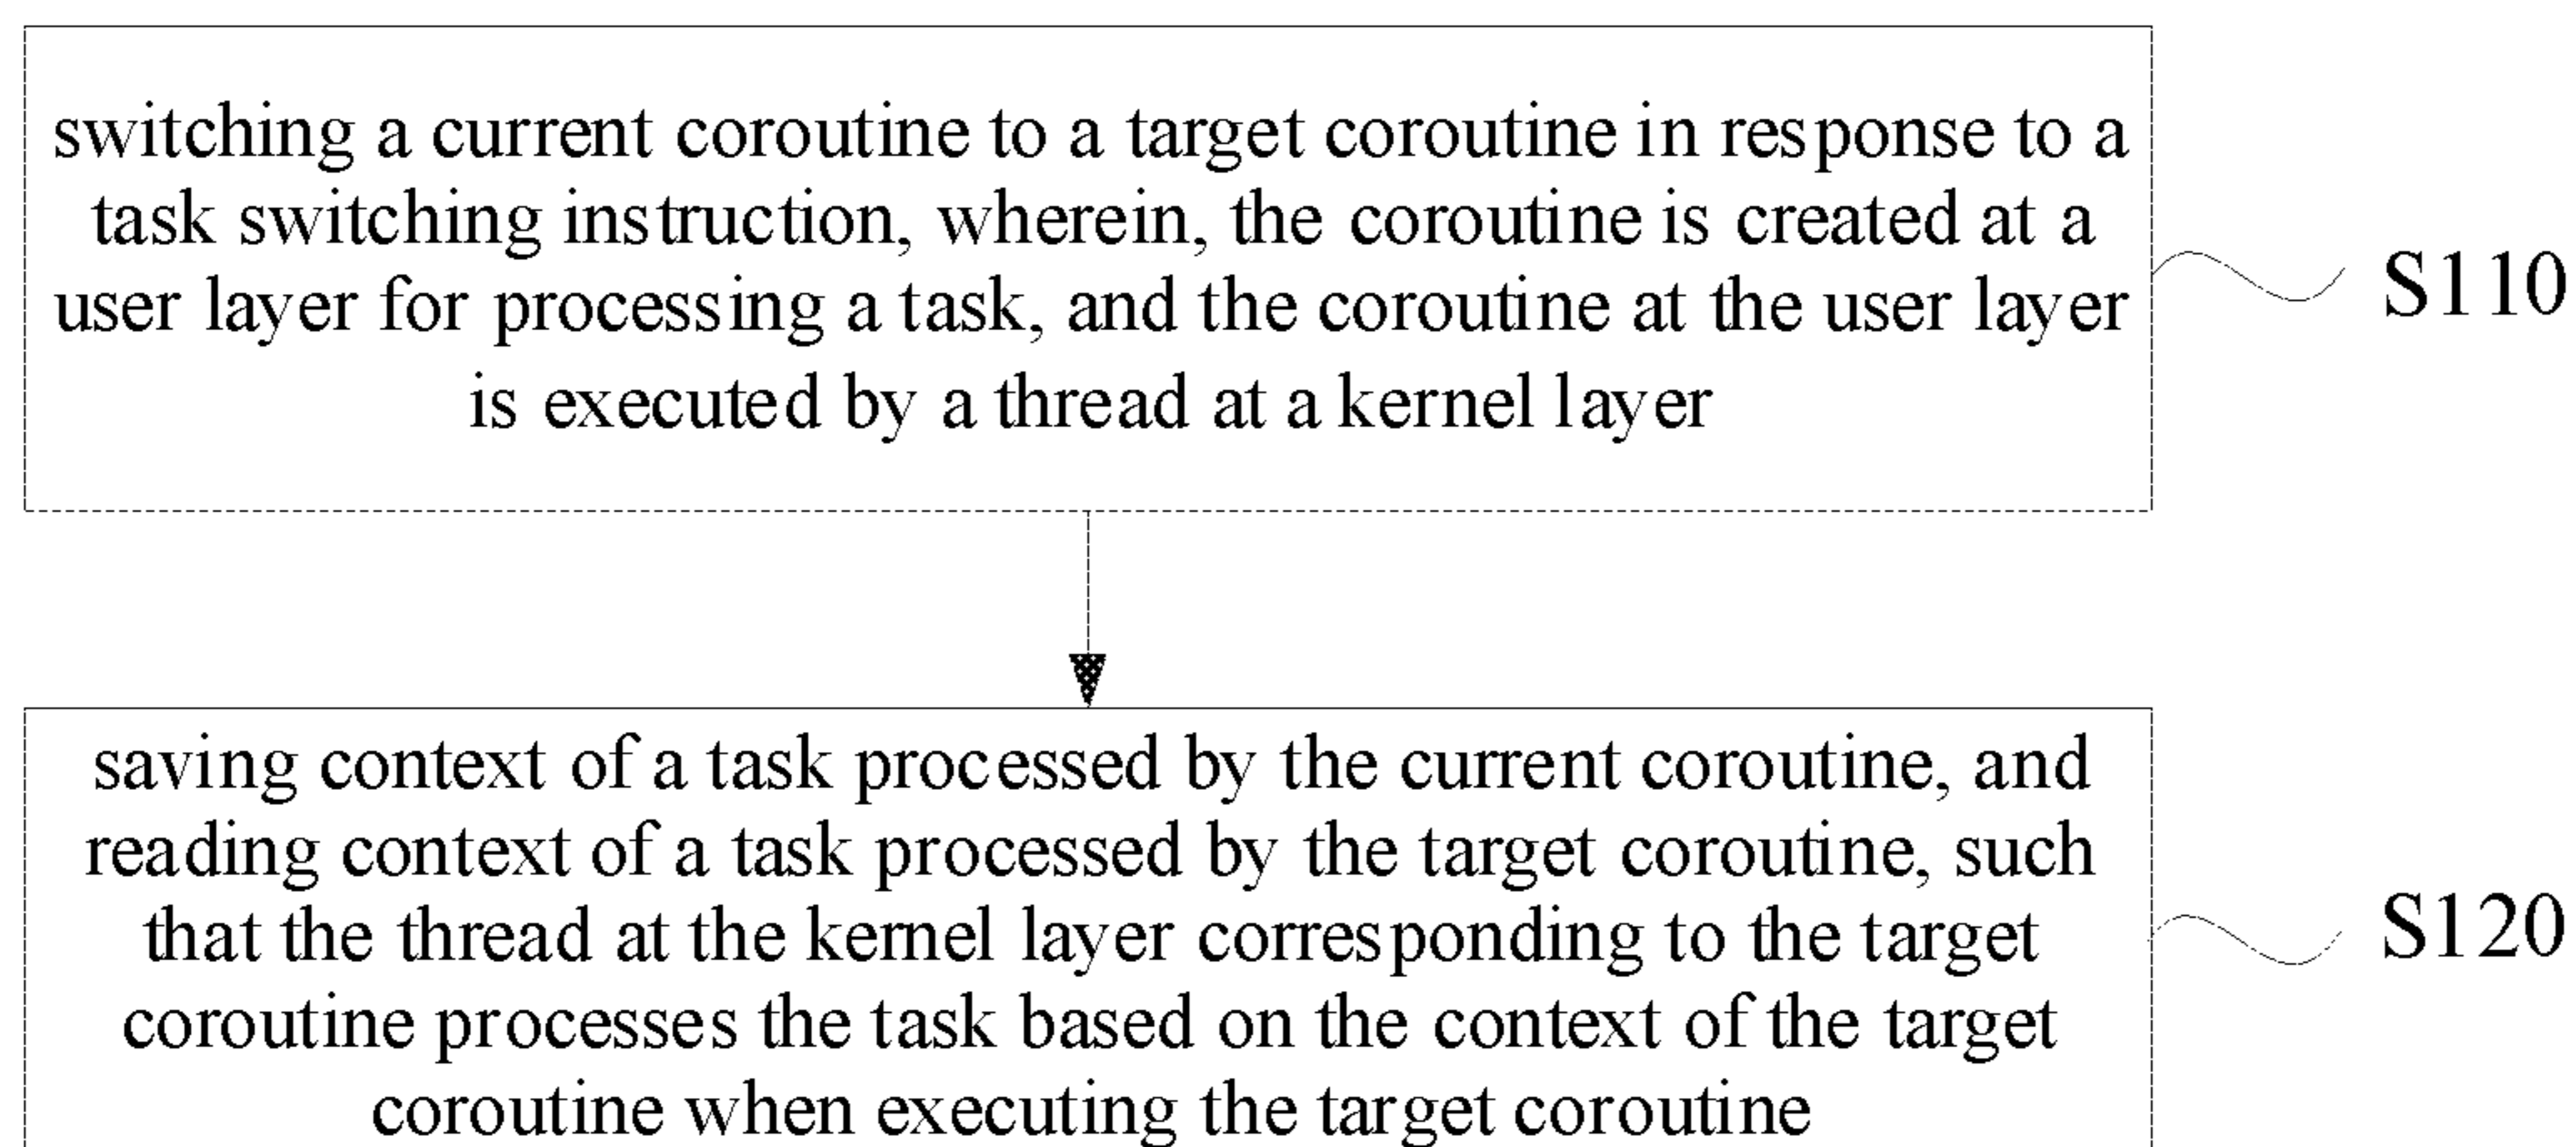 switching a current coroutine to a target coroutine in response to a
task switching instruction, wherein, the coroutine is created at a
user layer for processing a task, and the coroutine at the user layer
is executed by a thread at a kernel layer
S110
saving context of a task processed by the current coroutine, and
reading context of a task processed by the target coroutine, such
that the thread at the kernel layer corresponding to the target
coroutine processes the task based on the context of the target
coroutine when executing the target coroutine
S120